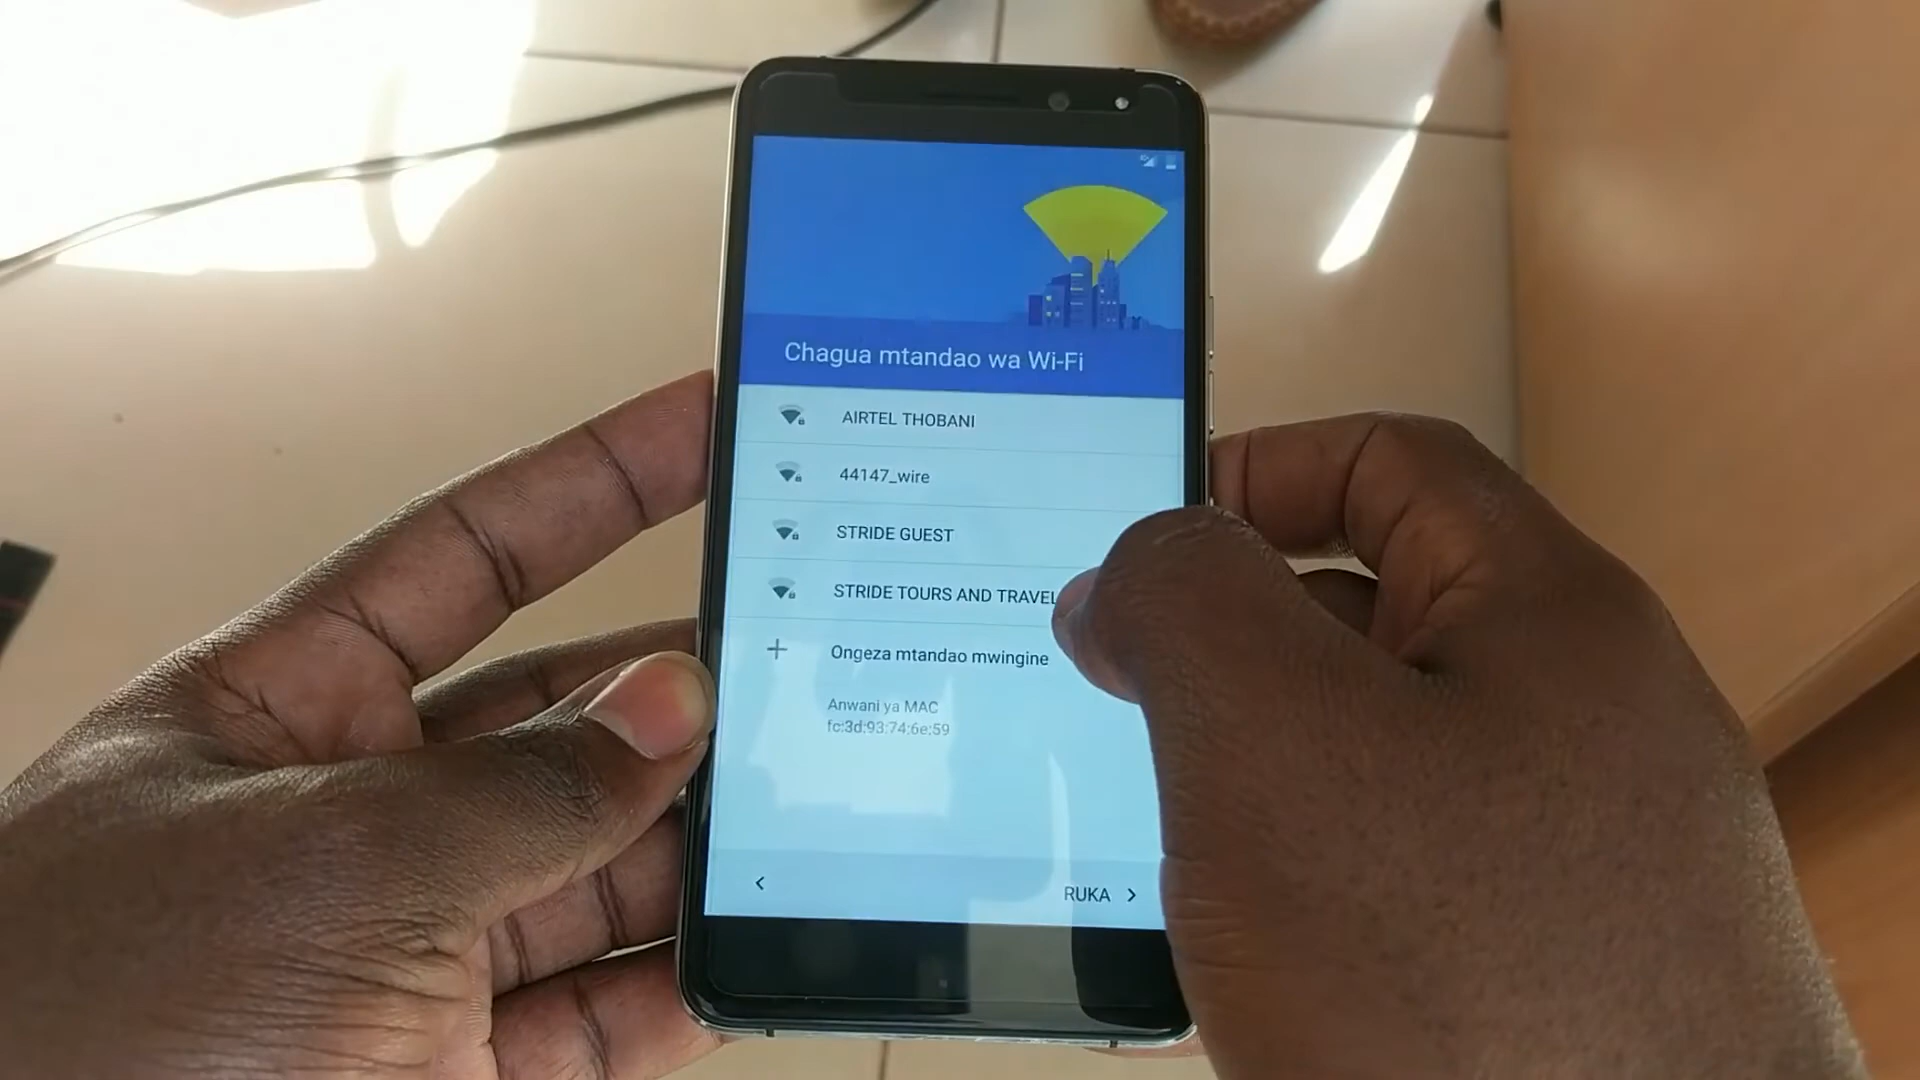 Chagua mtandao wa Wi-Fi
AIRTEL THOBANI
44147_wire
STRIDE GUEST
STRIDE TOURS AND TRAVEL
Ongeza mtandao mwingine
Anwani ya MAC
fc:3d:93:74:6e:59
RUKA